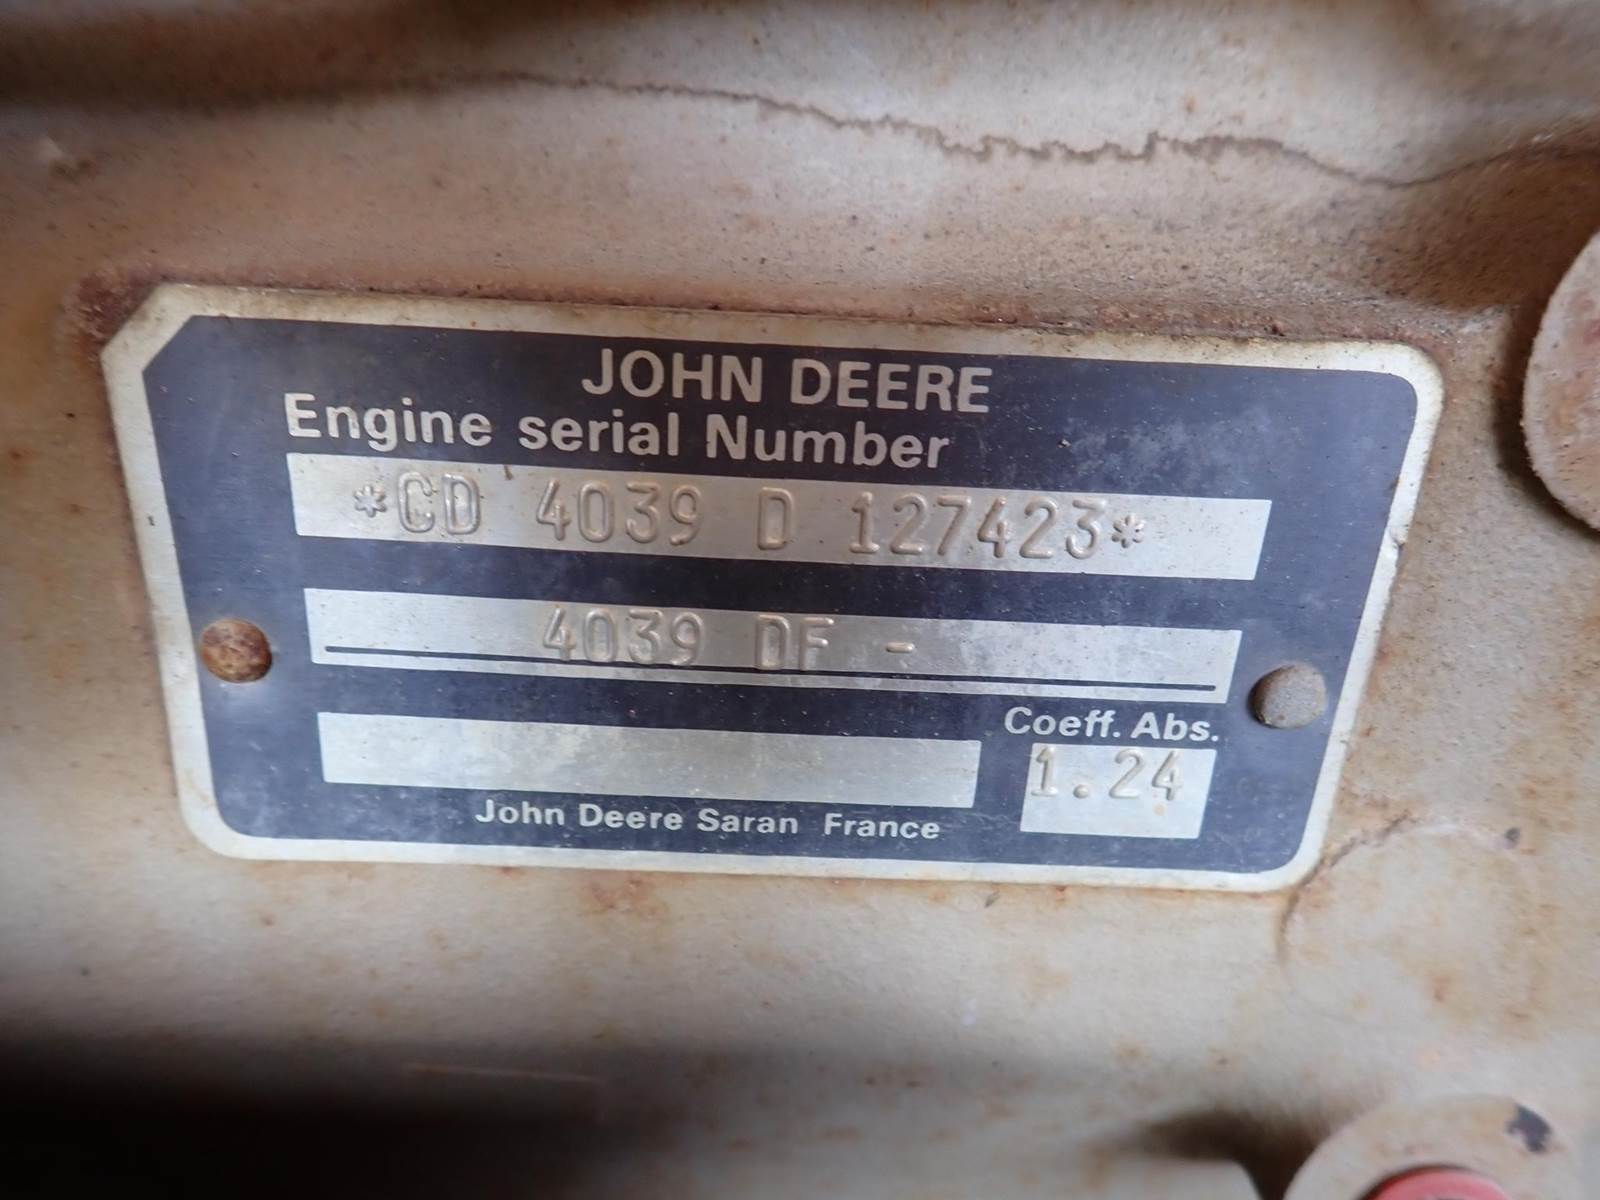 JOHN DEERE
Engine serial Number
*CD 4039 D 127423*
4039 DF -
Coeff. Abs.
1.24
John Deere Saran France